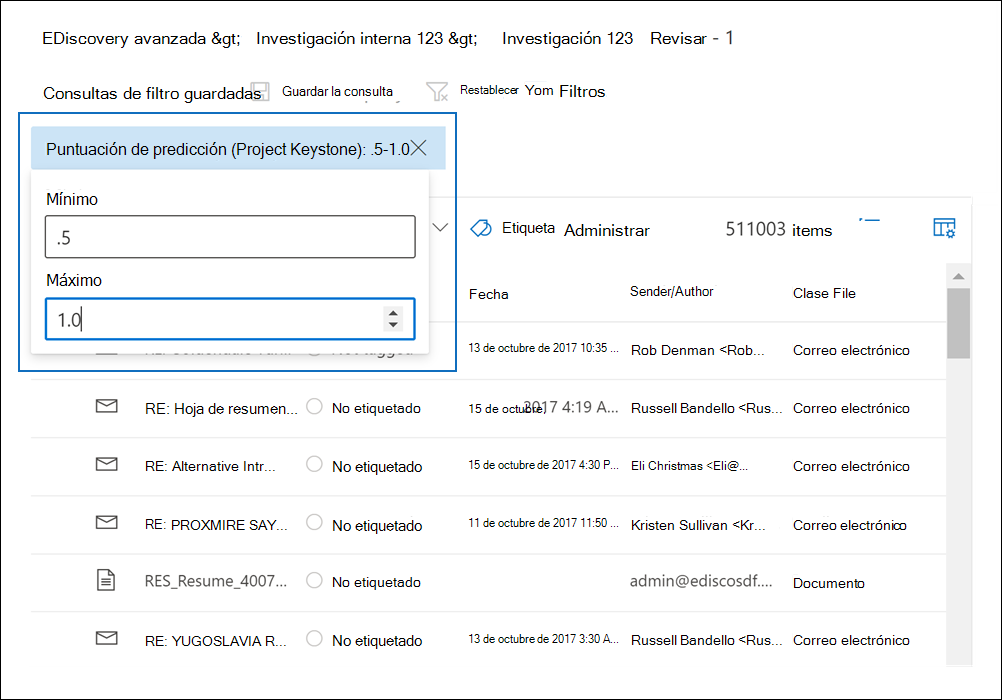 EDiscovery avanzada &gt; Investigación interna 123 &gt; Investigación 123 Revisar - 1
Consultas de filtro guardadas Guardar la consulta Restablecer Yom Filtros
Puntuación de predicción (Project Keystone): .5-1.0
Mínimo
.5
Máximo
1.0
Etiqueta Administrar 511003 items
Fecha Sender/Author Clase File
13 de octubre de 2017 10:35 ... Rob Denman <Rob... Correo electrónico
RE: Hoja de resumen... No etiquetado 15 de octubre, 2017 4:19 A... Russell Bandello <Rus... Correo electrónico
RE: Alternative Intr... No etiquetado 15 de octubre de 2017 4:30 P... Eli Christmas <Eli@... Correo electrónico
RE: PROXMIRE SAY... No etiquetado 11 de octubre de 2017 11:50 ... Kristen Sullivan <Kr... Correo electrónico
RES_Resume_4007... No etiquetado admin@ediscosdf.... Documento
RE: YUGOSLAVIA R... No etiquetado 13 de octubre de 2017 3:30 A... Russell Bandello <Rus... Correo electrónico